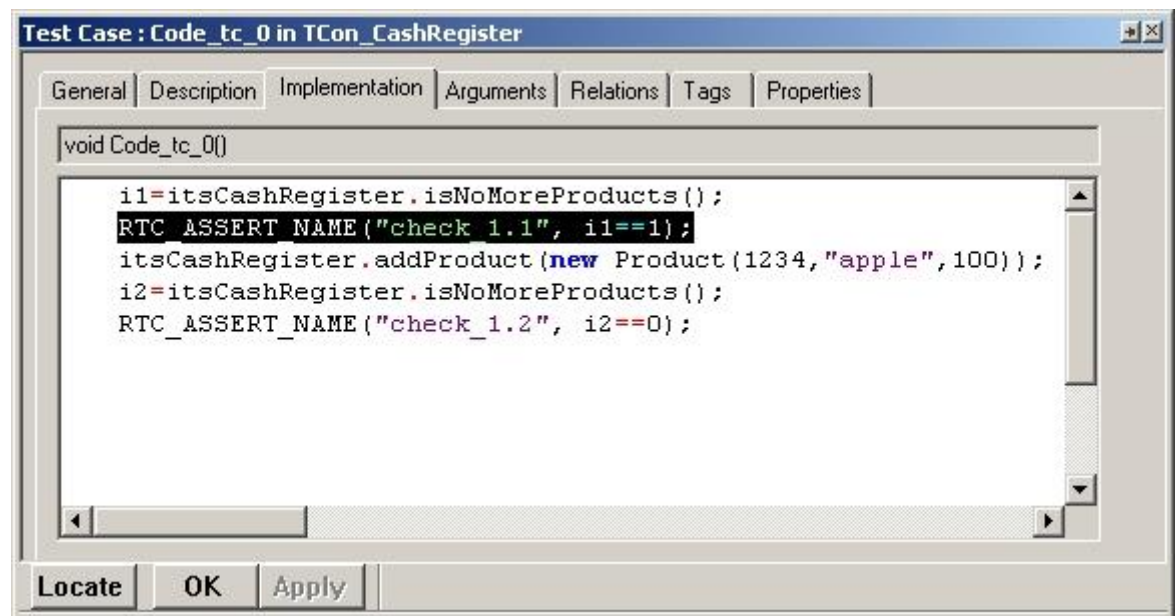 Test Case : Code_tc_0 in TCon_CashRegister
General Description Implementation Arguments Relations Tags Properties
void Code_tc_0()
i1=itsCashRegister.isNoMoreProducts();
RTC_ASSERT_NAME("check_1.1", i1==1);
itsCashRegister.addProduct(new Product(1234,"apple",100));
i2=itsCashRegister.isNoMoreProducts();
RTC_ASSERT_NAME("check_1.2", i2==0);
Locate OK Apply